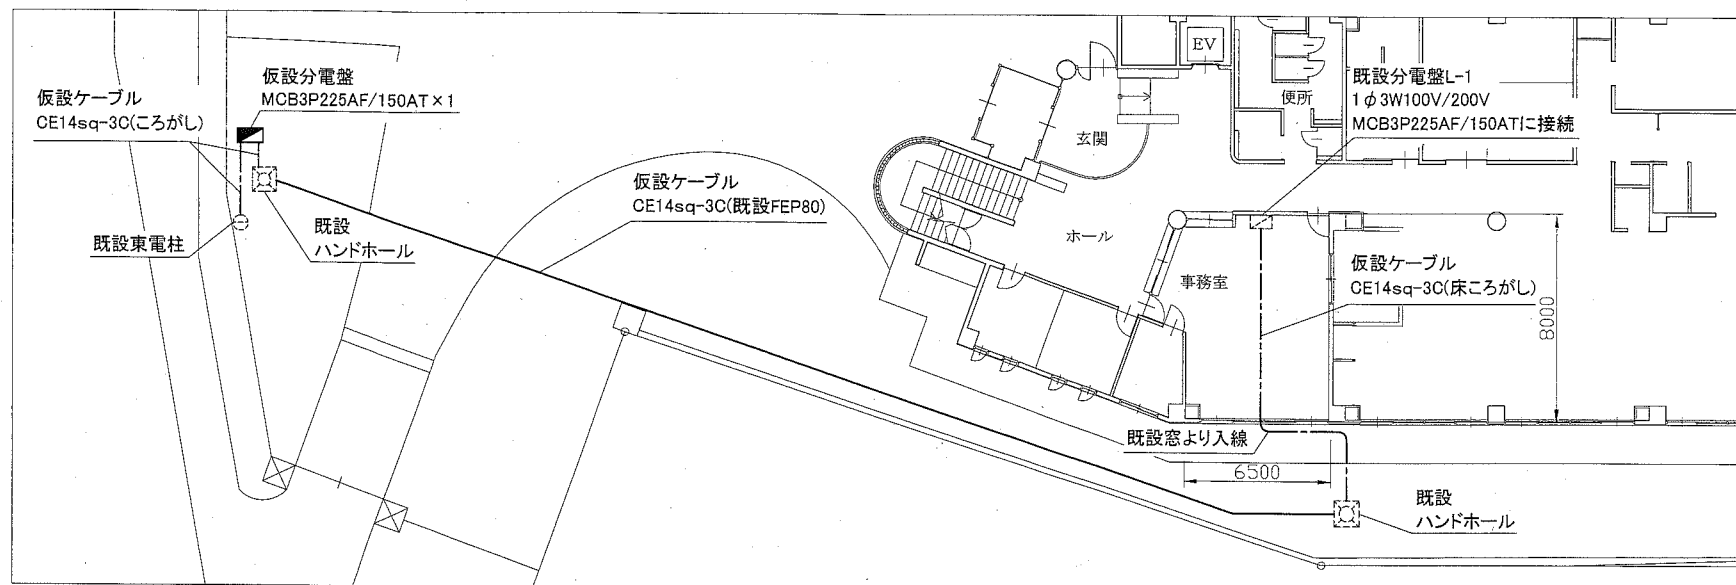 仮設分電盤
MCB3P225AF/150AT×1
仮設ケーブル
CE14sq-3C(ころがし)
既設東電柱
既設
ハンドホール
仮設ケーブル
CE14sq-3C(既設FEP80)
EV
便所
玄関
ホール
事務室
既設分電盤L-1
1φ3W100V/200V
MCB3P225AF/150ATに接続
仮設ケーブル
CE14sq-3C(床ころがし)
8000
既設窓より入線
6500
既設
ハンドホール